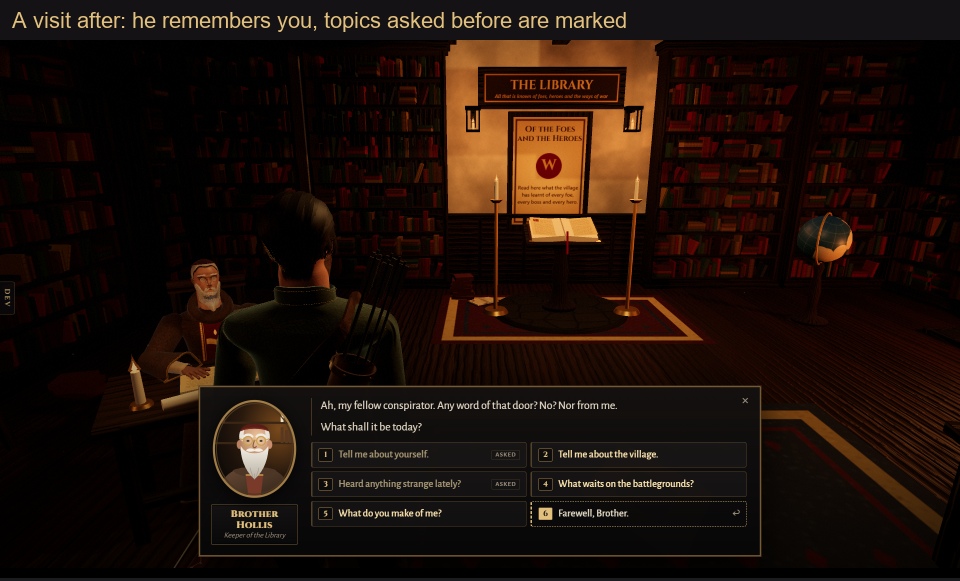 A visit after: he remembers you, topics asked before are marked
THE LIBRARY
All that is known of foes, heroes and the ways of war
OF THE FOES
AND THE HEROES
W
Read here what the village
has learnt of every foe,
every boss and every hero.
DEV
Ah, my fellow conspirator. Any word of that door? No? Nor from me.
×
What shall it be today?
1 Tell me about yourself. ASKED
2 Tell me about the village.
3 Heard anything strange lately? ASKED
4 What waits on the battlegrounds?
5 What do you make of me?
6 Farewell, Brother. ↵
BROTHER
HOLLIS
Keeper of the Library